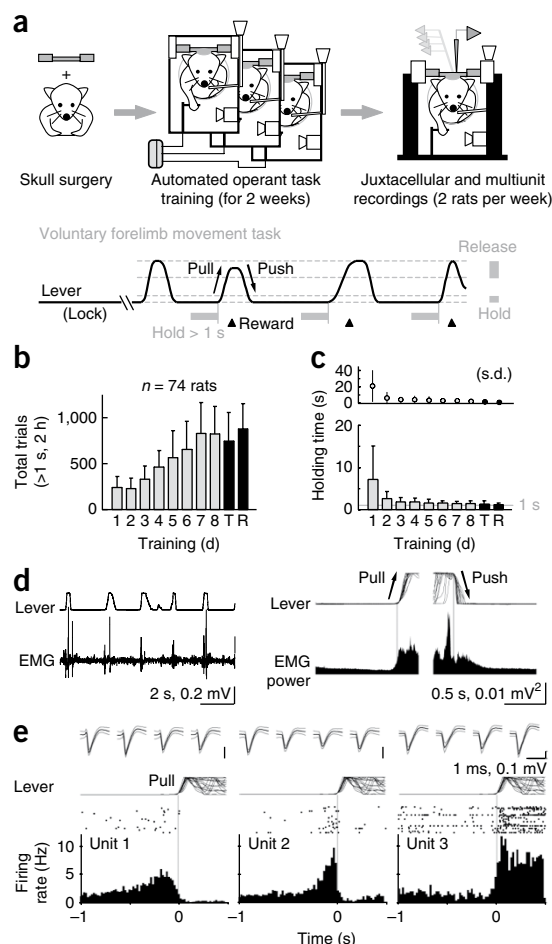 a
+
Skull surgery
Automated operant task
training (for 2 weeks)
Juxtacellular and multiunit
recordings (2 rats per week)
Voluntary forelimb movement task
Release
Pull
Push
Lever
(Lock)
Hold
Reward
Hold > 1 s
b
n = 74 rats
Total trials
(>1 s, 2 h)
1,000
500
0
1 2 3 4 5 6 7 8 T R
Training (d)
c
(s.d.)
40
20
0
Holding time (s)
20
10
0
1 s
1 2 3 4 5 6 7 8 T R
Training (d)
d
Pull
Push
Lever
Lever
EMG
EMG
power
2 s, 0.2 mV
0.5 s, 0.01 mV2
e
1 ms, 0.1 mV
Lever
Pull
Firing
rate (Hz)
10
5
0
Unit 1
Unit 2
Unit 3
–1 0 –1 0 –1 0
Time (s)